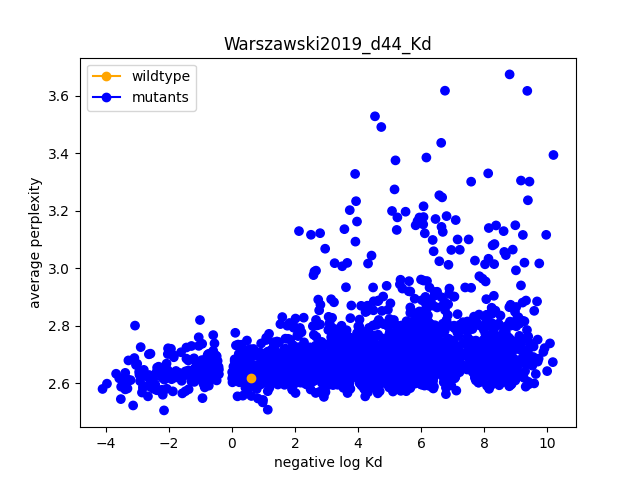 Warszawski2019_d44_Kd
wildtype
mutants
3.6
3.4
3.2
3.0
2.8
2.6
average perplexity
−4
−2
0
2
4
6
8
10
negative log Kd